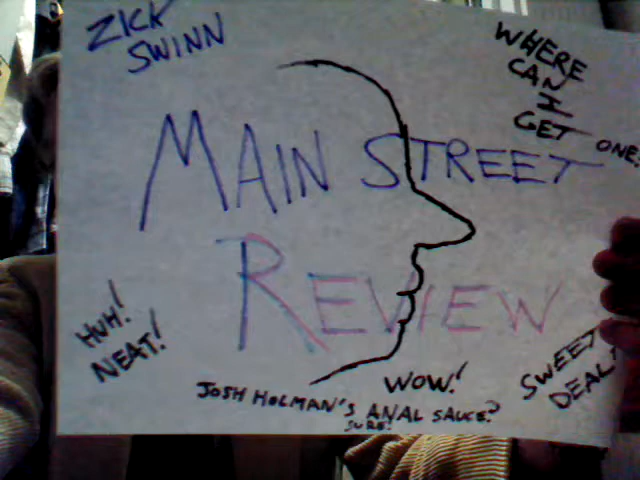 ZICK
SWINN
WHERE
CAN
I
GET ONE?
MAIN STREET
REVIEW
HUH!
NEAT!
WOW!
SWEET
DEAL!
JOSH HOLMAN'S ANAL SAUCE?
SURE!